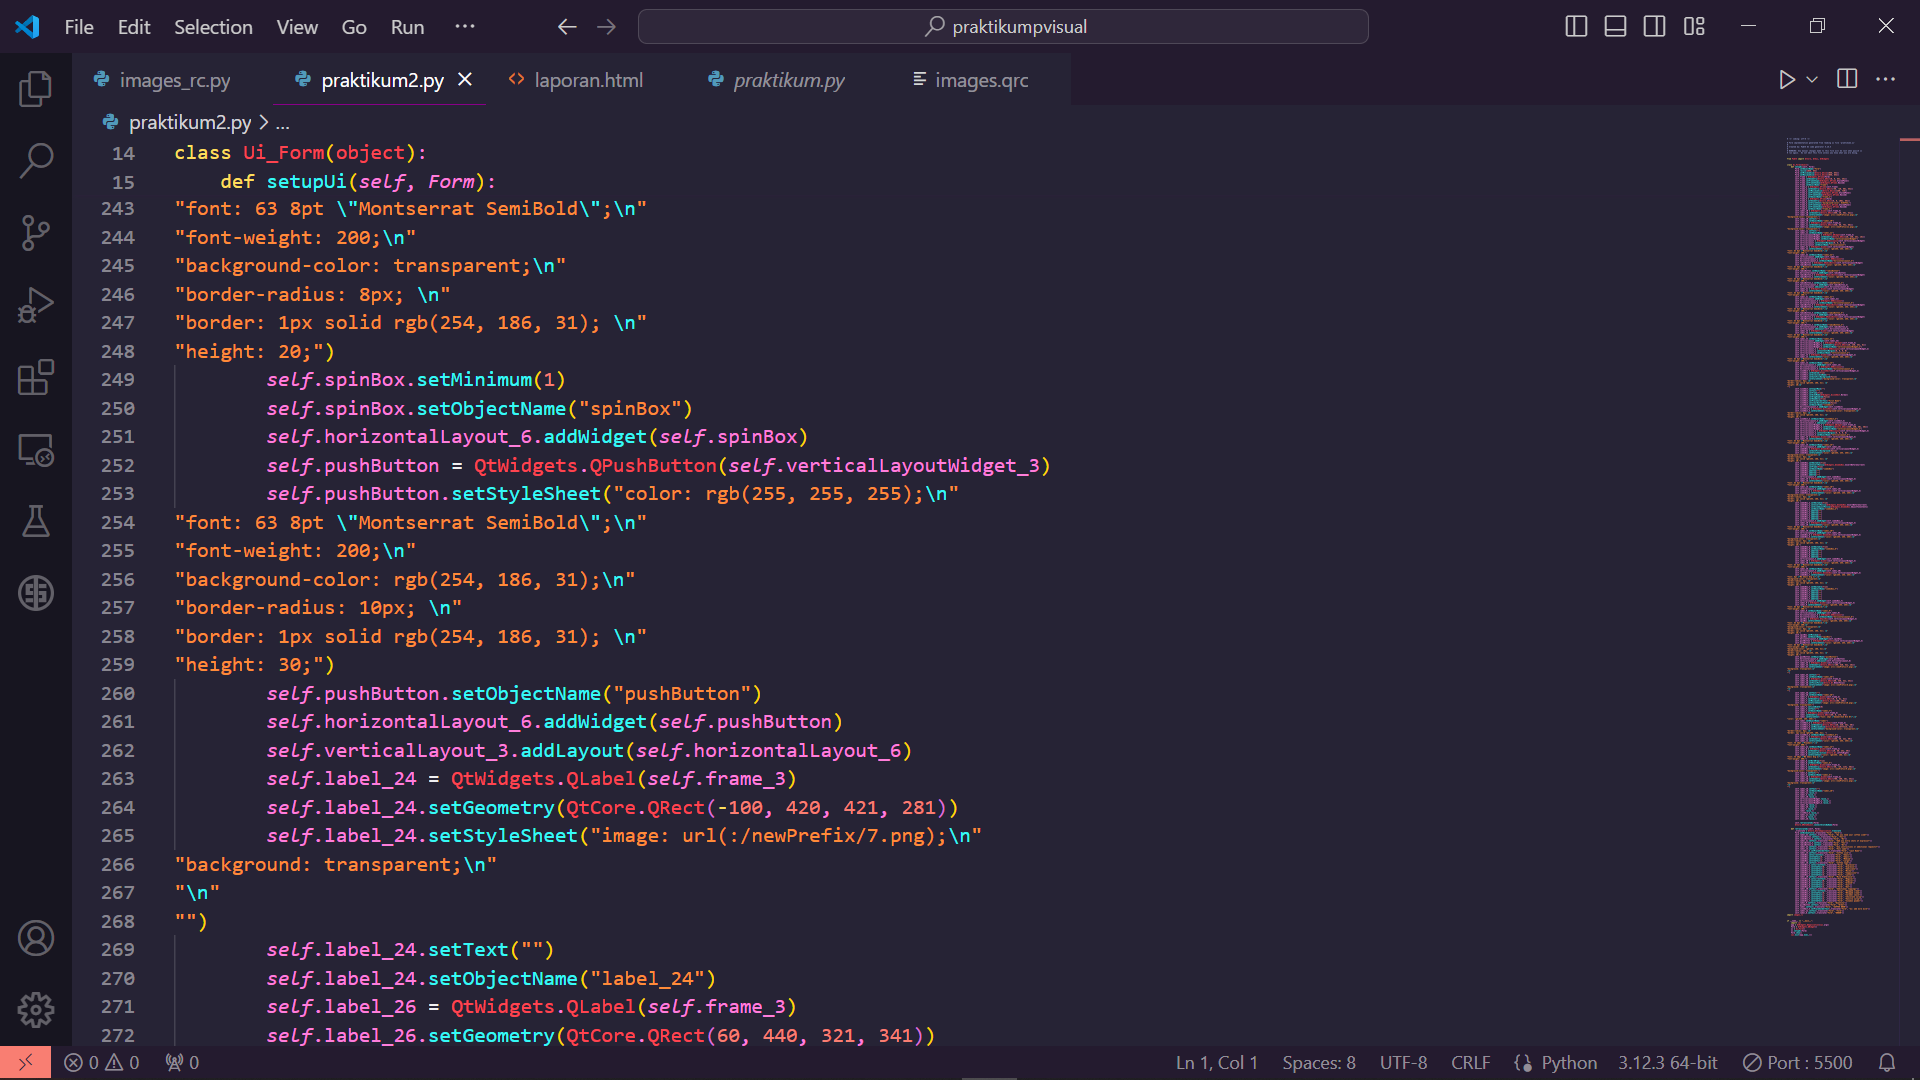 File Edit Selection View Go Run ··· praktikumpvisual
images_rc.py praktikum2.py laporan.html praktikum.py images.qrc
praktikum2.py > ...
14 class Ui_Form(object):
15 def setupUi(self, Form):
243 "font: 63 8pt \"Montserrat SemiBold\";\n"
244 "font-weight: 200;\n"
245 "background-color: transparent;\n"
246 "border-radius: 8px; \n"
247 "border: 1px solid rgb(254, 186, 31); \n"
248 "height: 20;")
249 self.spinBox.setMinimum(1)
250 self.spinBox.setObjectName("spinBox")
251 self.horizontalLayout_6.addWidget(self.spinBox)
252 self.pushButton = QtWidgets.QPushButton(self.verticalLayoutWidget_3)
253 self.pushButton.setStyleSheet("color: rgb(255, 255, 255);\n"
254 "font: 63 8pt \"Montserrat SemiBold\";\n"
255 "font-weight: 200;\n"
256 "background-color: rgb(254, 186, 31);\n"
257 "border-radius: 10px; \n"
258 "border: 1px solid rgb(254, 186, 31); \n"
259 "height: 30;")
260 self.pushButton.setObjectName("pushButton")
261 self.horizontalLayout_6.addWidget(self.pushButton)
262 self.verticalLayout_3.addLayout(self.horizontalLayout_6)
263 self.label_24 = QtWidgets.QLabel(self.frame_3)
264 self.label_24.setGeometry(QtCore.QRect(-100, 420, 421, 281))
265 self.label_24.setStyleSheet("image: url(:/newPrefix/7.png);\n"
266 "background: transparent;\n"
267 "\n"
268 "")
269 self.label_24.setText("")
270 self.label_24.setObjectName("label_24")
271 self.label_26 = QtWidgets.QLabel(self.frame_3)
272 self.label_26.setGeometry(QtCore.QRect(60, 440, 321, 341))
0 0 0 Ln 1, Col 1 Spaces: 8 UTF-8 CRLF Python 3.12.3 64-bit Port : 5500